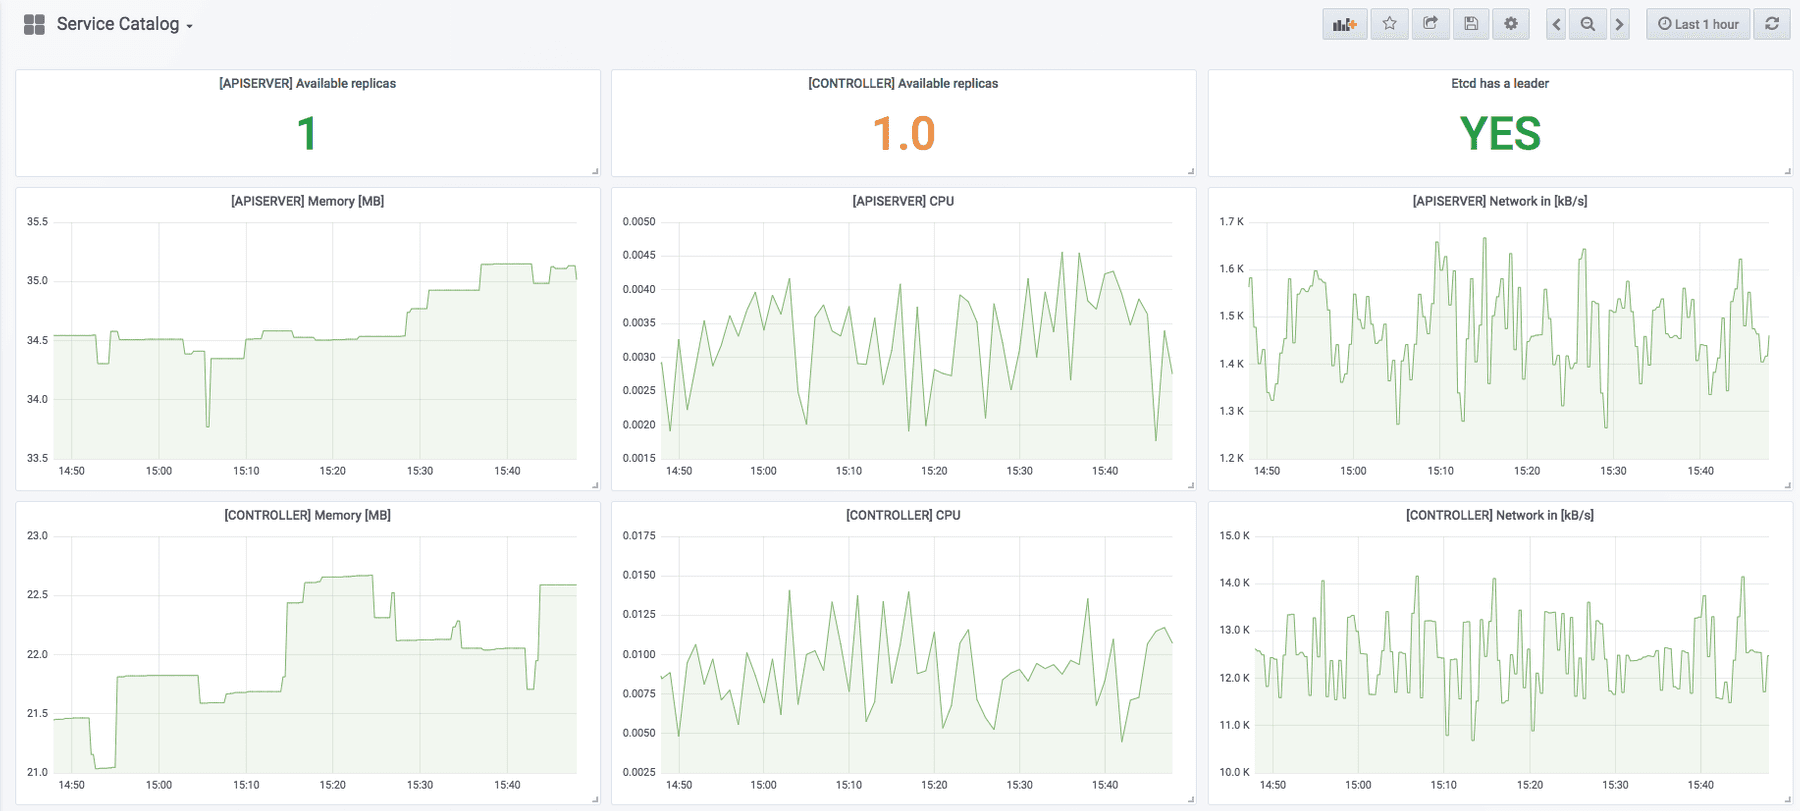 Service Catalog
Last 1 hour
[APISERVER] Available replicas
1
[CONTROLLER] Available replicas
1.0
Etcd has a leader
YES
[APISERVER] Memory [MB]
35.5
35.0
34.5
34.0
33.5
14:50 15:00 15:10 15:20 15:30 15:40
[APISERVER] CPU
0.0050
0.0045
0.0040
0.0035
0.0030
0.0025
0.0020
0.0015
14:50 15:00 15:10 15:20 15:30 15:40
[APISERVER] Network in [kB/s]
1.7 K
1.6 K
1.5 K
1.4 K
1.3 K
1.2 K
14:50 15:00 15:10 15:20 15:30 15:40
[CONTROLLER] Memory [MB]
23.0
22.5
22.0
21.5
21.0
14:50 15:00 15:10 15:20 15:30 15:40
[CONTROLLER] CPU
0.0175
0.0150
0.0125
0.0100
0.0075
0.0050
0.0025
14:50 15:00 15:10 15:20 15:30 15:40
[CONTROLLER] Network in [kB/s]
15.0 K
14.0 K
13.0 K
12.0 K
11.0 K
10.0 K
14:50 15:00 15:10 15:20 15:30 15:40